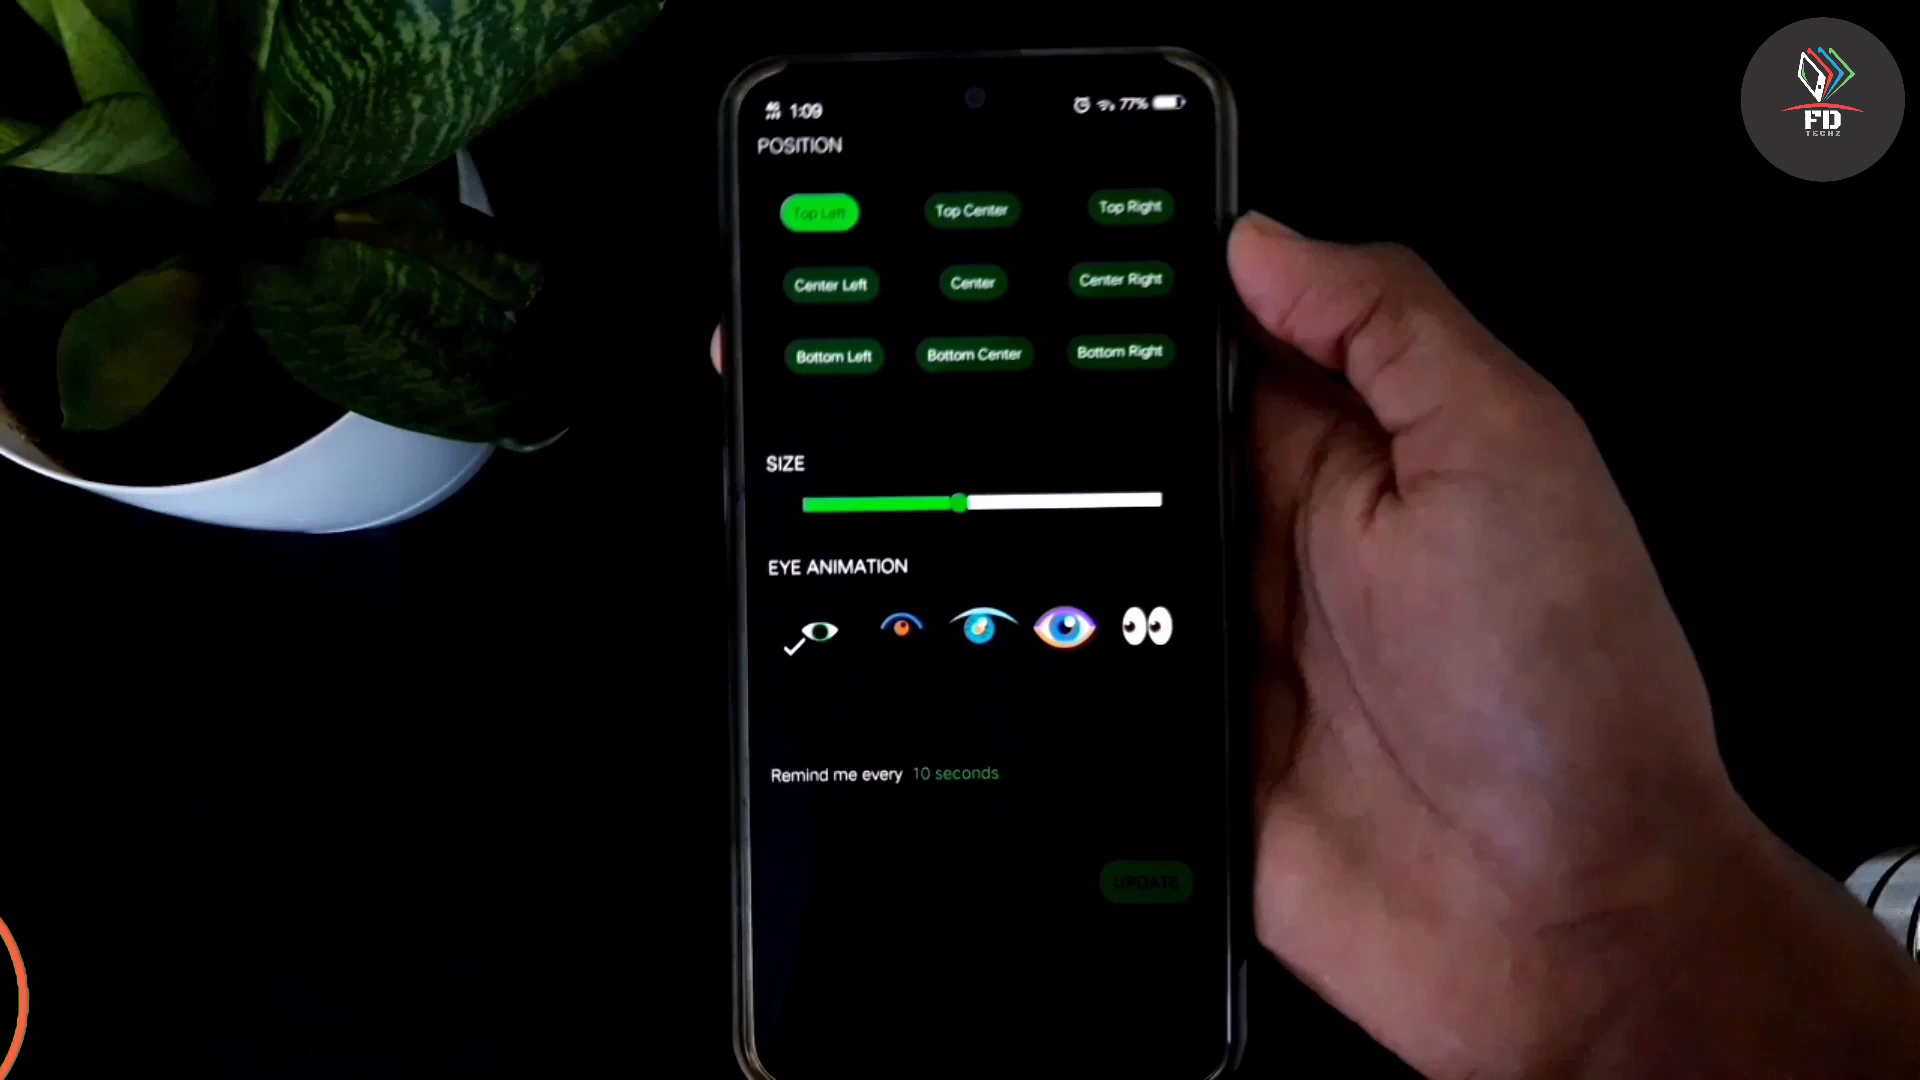 1:09 77%
POSITION
Top Left Top Center Top Right
Center Left Center Center Right
Bottom Left Bottom Center Bottom Right
SIZE
EYE ANIMATION
Remind me every 10 seconds
UPDATE
FD
TECHZ